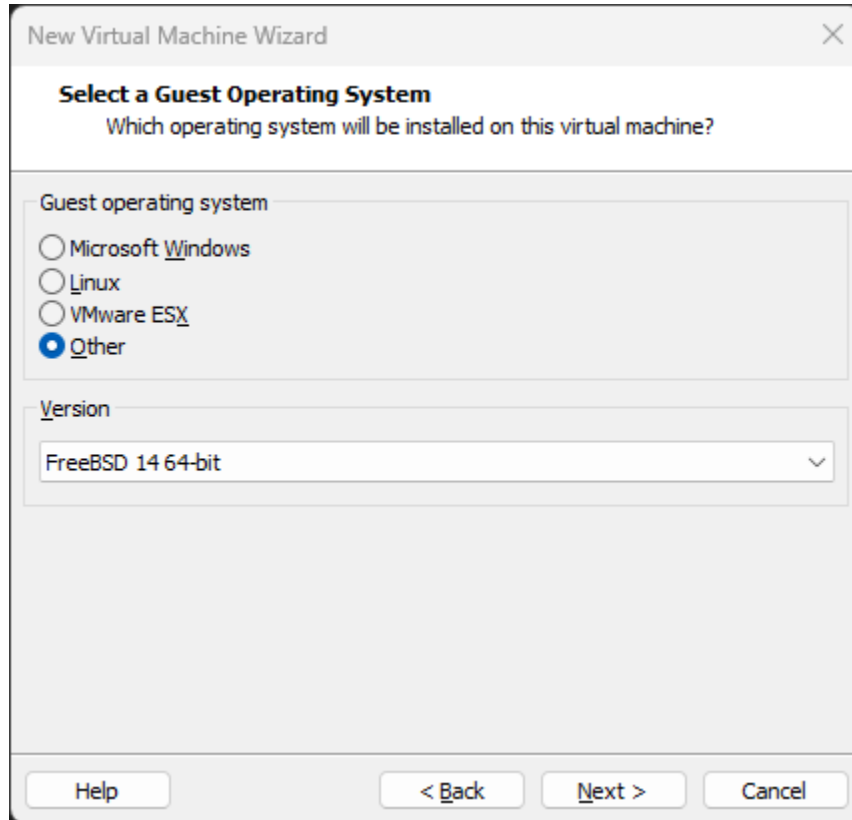 New Virtual Machine Wizard
Select a Guest Operating System
Which operating system will be installed on this virtual machine?
Guest operating system
Microsoft Windows
Linux
VMware ESX
Other
Version
FreeBSD 14 64-bit
Help
< Back
Next >
Cancel